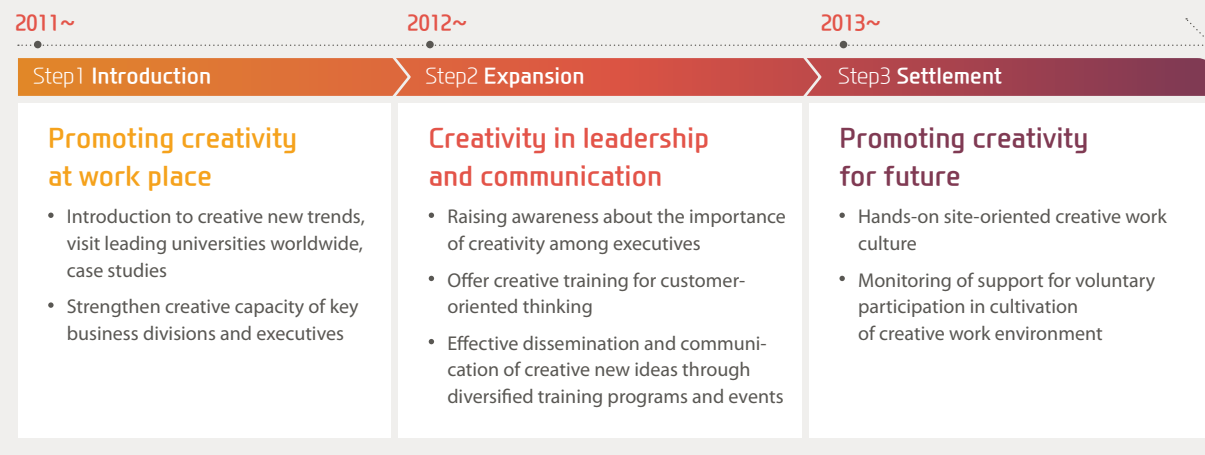 2011~
2012~
2013~
Step1 Introduction
Step2 Expansion
Step3 Settlement
Promoting creativity
at work place
• Introduction to creative new trends,
visit leading universities worldwide,
case studies
• Strengthen creative capacity of key
business divisions and executives
Creativity in leadership
and communication
• Raising awareness about the importance
of creativity among executives
• Offer creative training for customer-
oriented thinking
• Effective dissemination and communi-
cation of creative new ideas through
diversified training programs and events
Promoting creativity
for future
• Hands-on site-oriented creative work
culture
• Monitoring of support for voluntary
participation in cultivation
of creative work environment